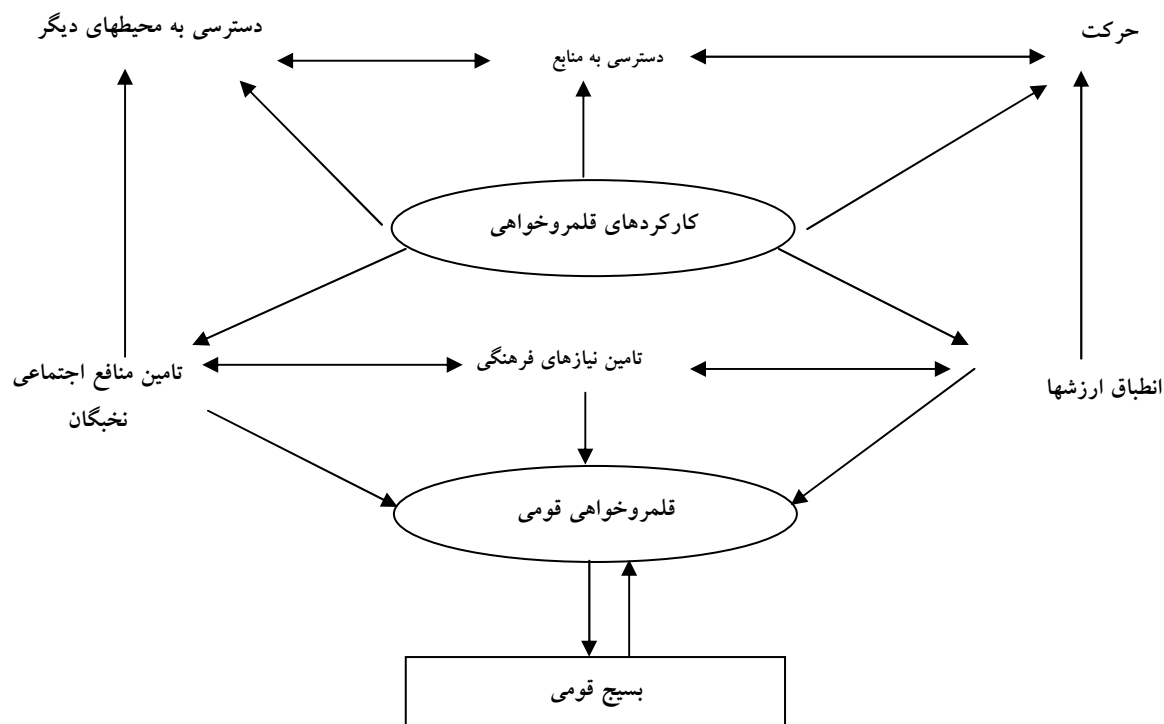 حرکت
دسترسی به منابع
دسترسی به محیطهای دیگر
کارکردهای قلمروخواهی
انطباق ارزشها
تامین نیازهای فرهنگی
تامین منافع اجتماعی
نخبگان
قلمروخواهی قومی
بسیج قومی